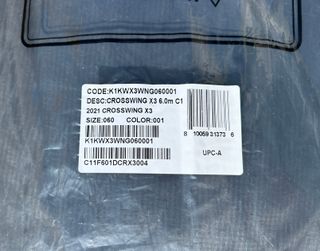 CODE:K1KWX3WNG060001
DESC:CROSSWING X3 6.0m C1
2021 CROSSWING X3
SIZE:060 COLOR:001
K1KWX3WNG060001
C11F601DCRX3004
8 10059 31373 6
UPC-A